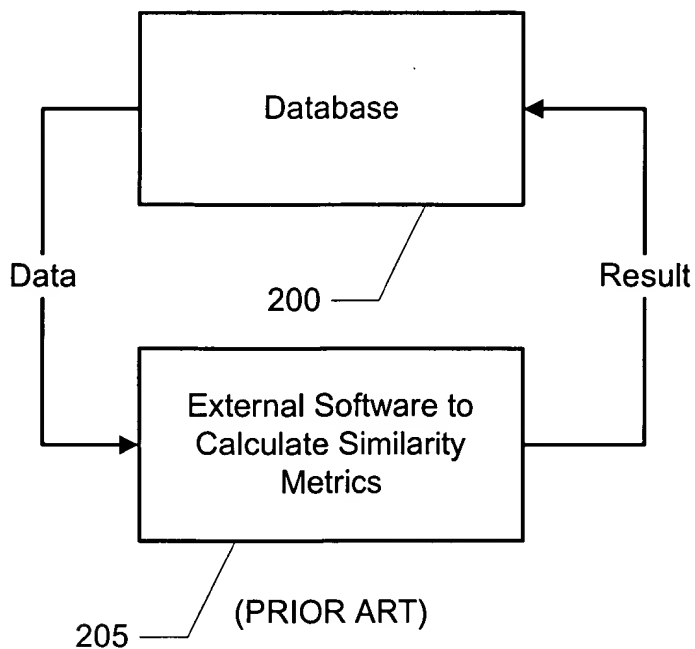 Database
Data
Result
200
External Software to
Calculate Similarity
Metrics
(PRIOR ART)
205